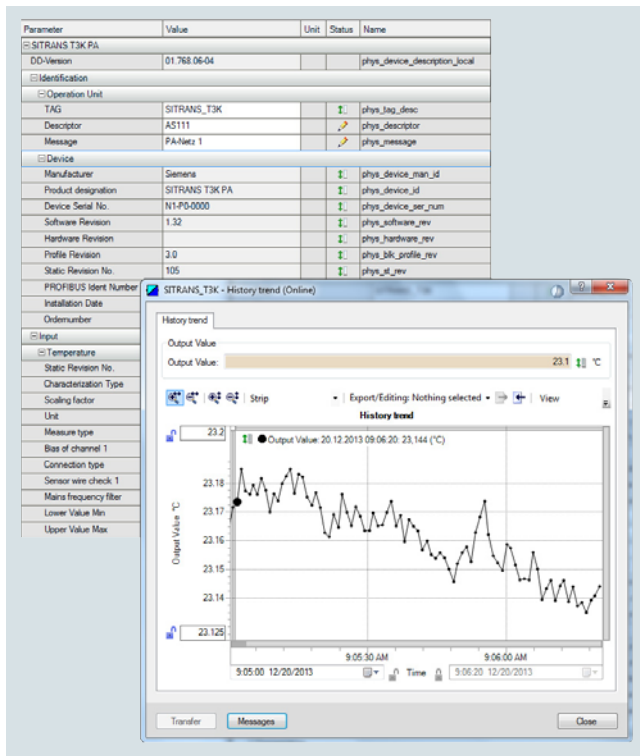 Parameter Value Unit Status Name
SITRANS T3K PA
DD-Version 01.768.06-04 phys_device_description_local
Identification
Operation Unit
TAG SITRANS_T3K phys_tag_desc
Descriptor AS111 phys_descriptor
Message PA-Netz 1 phys_message
Device
Manufacturer Siemens phys_device_man_id
Product designation SITRANS T3K PA phys_device_id
Device Serial No. N1-P0-0000 phys_device_ser_num
Software Revision 1.32 phys_software_rev
Hardware Revision phys_hardware_rev
Profile Revision 3.0 phys_blk_profile_rev
Static Revision No. 105 phys_st_rev
PROFIBUS Ident Number
Installation Date
Ordernumber
Input
Temperature
Static Revision No.
Characterization Type
Scaling factor
Unit
Measure type
Bias of channel 1
Connection type
Sensor wire check 1
Mains frequency filter
Lower Value Min
Upper Value Max
SITRANS_T3K - History trend (Online)
History trend
Output Value
Output Value: 23.1 °C
Strip Export/Editing: Nothing selected View
History trend
23.2
Output Value: 20.12.2013 09:06:20: 23,144 (°C)
23.18
23.17
23.16
23.15
23.14
23.125
Output Value °C
9:05:30 AM 9:06:00 AM
9:05:00 12/20/2013 Time 9:06:20 12/20/2013
Transfer Messages Close